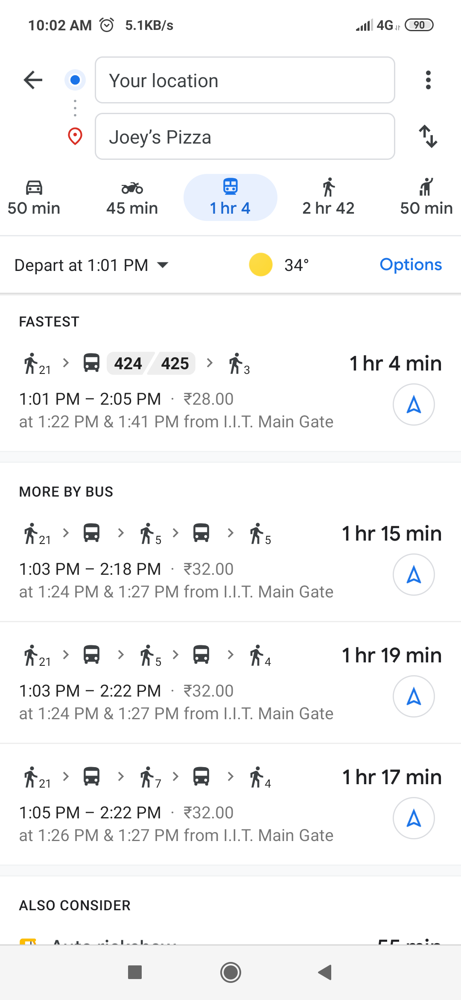 10:02 AM 5.1KB/s 4G 90
Your location
Joey's Pizza
50 min 45 min 1 hr 4 2 hr 42 50 min
Depart at 1:01 PM 34° Options
FASTEST
21 424 425 3 1 hr 4 min
1:01 PM – 2:05 PM · ₹28.00
at 1:22 PM & 1:41 PM from I.I.T. Main Gate
MORE BY BUS
21 5 5 1 hr 15 min
1:03 PM – 2:18 PM · ₹32.00
at 1:24 PM & 1:27 PM from I.I.T. Main Gate
21 5 4 1 hr 19 min
1:03 PM – 2:22 PM · ₹32.00
at 1:24 PM & 1:27 PM from I.I.T. Main Gate
21 7 4 1 hr 17 min
1:05 PM – 2:22 PM · ₹32.00
at 1:26 PM & 1:27 PM from I.I.T. Main Gate
ALSO CONSIDER
Auto rickshaw 55 min